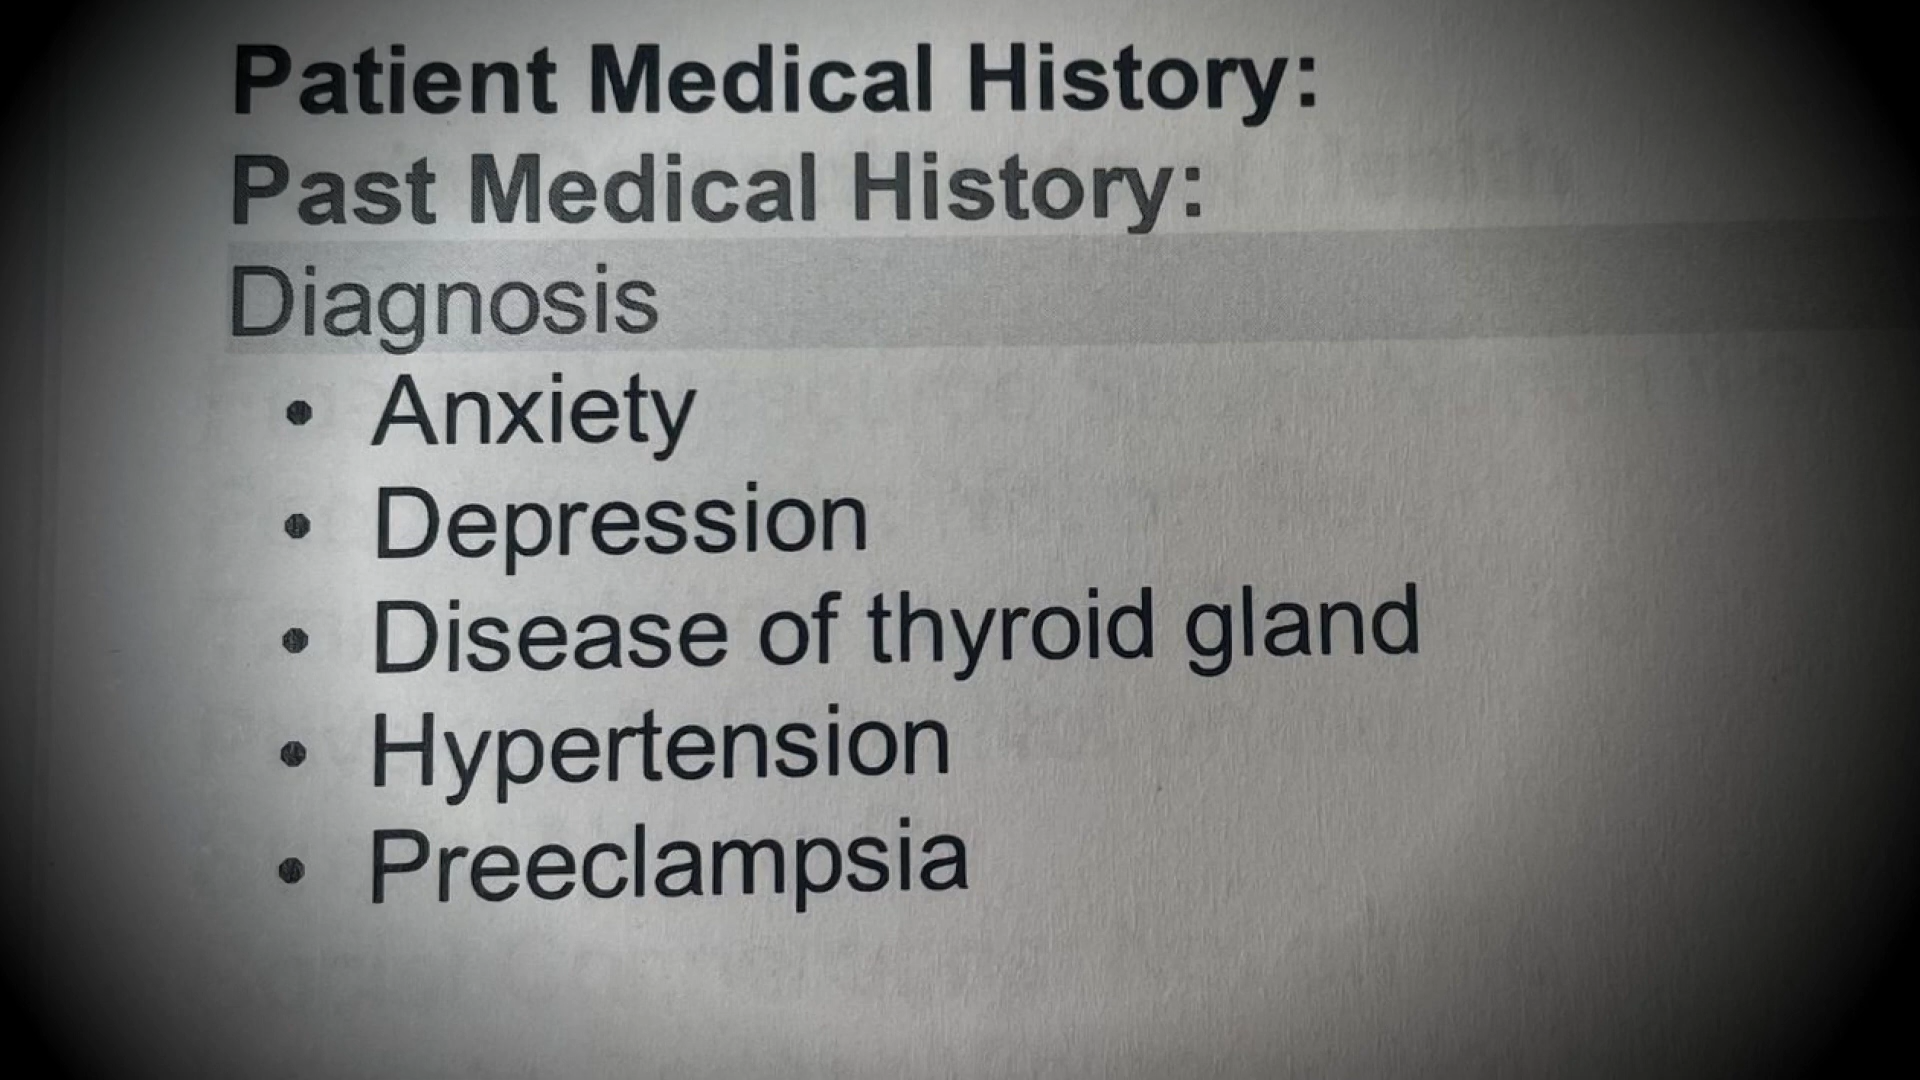 Patient Medical History:
Past Medical History:
Diagnosis
• Anxiety
• Depression
• Disease of thyroid gland
• Hypertension
• Preeclampsia